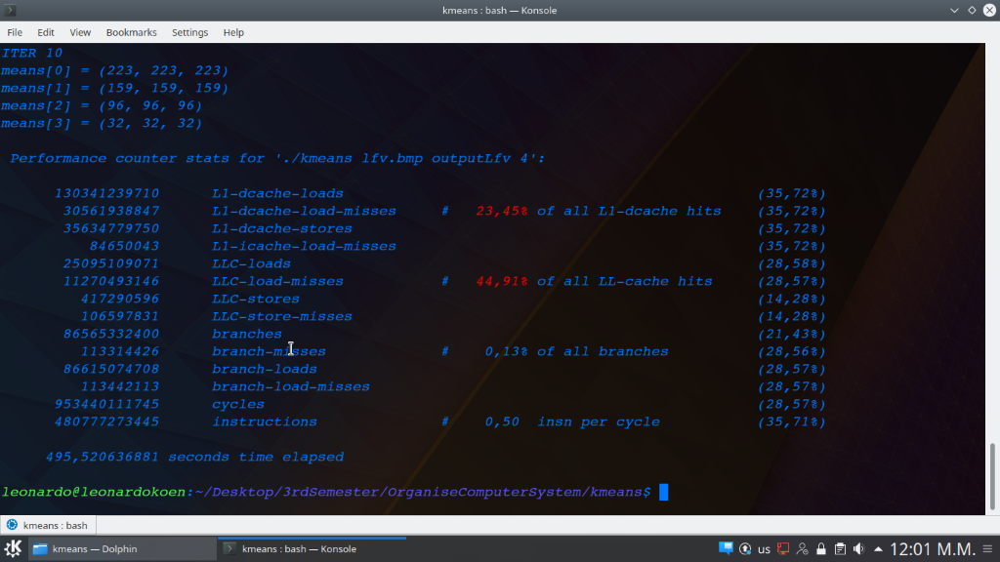 kmeans : bash — Konsole
File Edit View Bookmarks Settings Help
ITER 10
means[0] = (223, 223, 223)
means[1] = (159, 159, 159)
means[2] = (96, 96, 96)
means[3] = (32, 32, 32)
Performance counter stats for './kmeans lfv.bmp outputLfv 4':
130341239710 L1-dcache-loads (35,72%)
30561938847 L1-dcache-load-misses # 23,45% of all L1-dcache hits (35,72%)
35634779750 L1-dcache-stores (35,72%)
84650043 L1-icache-load-misses (35,72%)
25095109071 LLC-loads (28,58%)
11270493146 LLC-load-misses # 44,91% of all LL-cache hits (28,57%)
417290596 LLC-stores (14,28%)
106597831 LLC-store-misses (14,28%)
86565332400 branches (21,43%)
113314426 branch-misses # 0,13% of all branches (28,56%)
86615074708 branch-loads (28,57%)
113442113 branch-load-misses (28,57%)
953440111745 cycles (28,57%)
480777273445 instructions # 0,50 insn per cycle (35,71%)
495,520636881 seconds time elapsed
leonardo@leonardokoen:~/Desktop/3rdSemester/OrganiseComputerSystem/kmeans$
kmeans : bash
kmeans — Dolphin kmeans : bash — Konsole us 12:01 M.M.